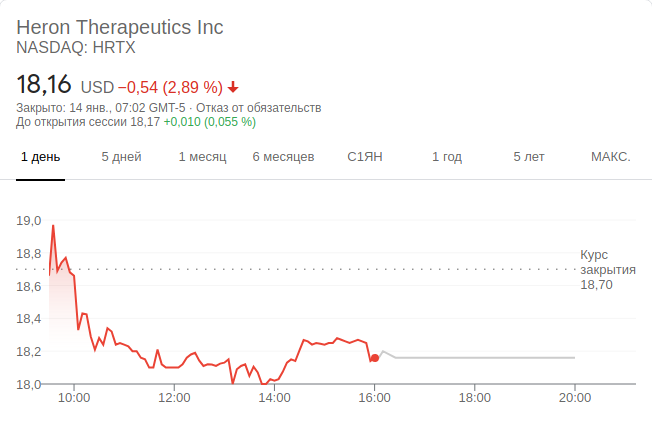 Heron Therapeutics Inc
NASDAQ: HRTX
18,16 USD −0,54 (2,89 %)
Закрыто: 14 янв., 07:02 GMT-5 · Отказ от обязательств
До открытия сессии 18,17 +0,010 (0,055 %)
1 день 5 дней 1 месяц 6 месяцев С1ЯН 1 год 5 лет МАКС.
19,0
18,8
Курс
закрытия
18,70
18,6
18,4
18,2
18,0
10:00 12:00 14:00 16:00 18:00 20:00